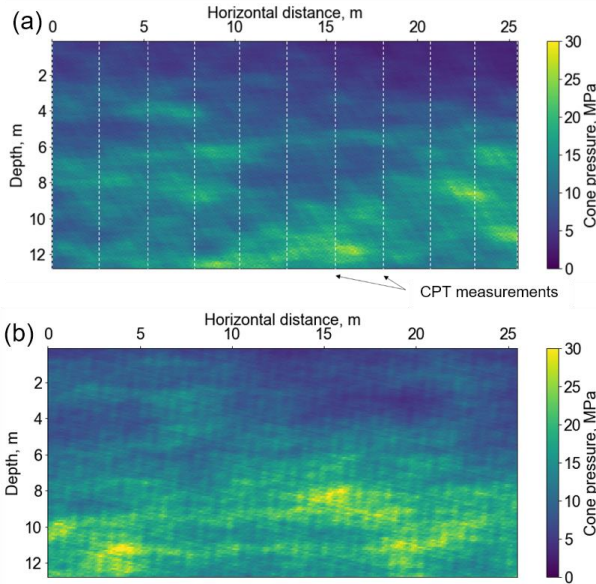 (a)
Horizontal distance, m
0 5 10 15 20 25
2
4
6
8
10
12
Depth, m
30
25
20
15
10
5
0
Cone pressure, MPa
CPT measurements
(b)
Horizontal distance, m
0 5 10 15 20 25
2
4
6
8
10
12
Depth, m
30
25
20
15
10
5
0
Cone pressure, MPa